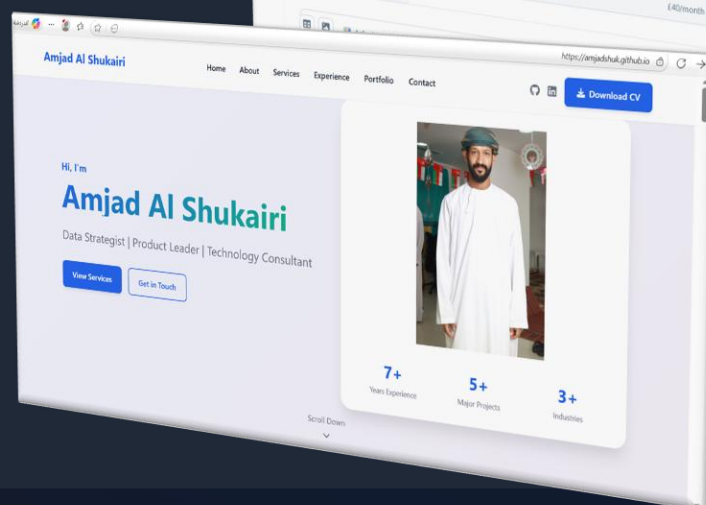 £40/month
الدردشة
https://amjadshuk.github.io
Amjad Al Shukairi
Home
About
Services
Experience
Portfolio
Contact
Download CV
Hi, I'm
Amjad Al Shukairi
Data Strategist | Product Leader | Technology Consultant
View Services
Get in Touch
7+
Years Experience
5+
Major Projects
3+
Industries
Scroll Down